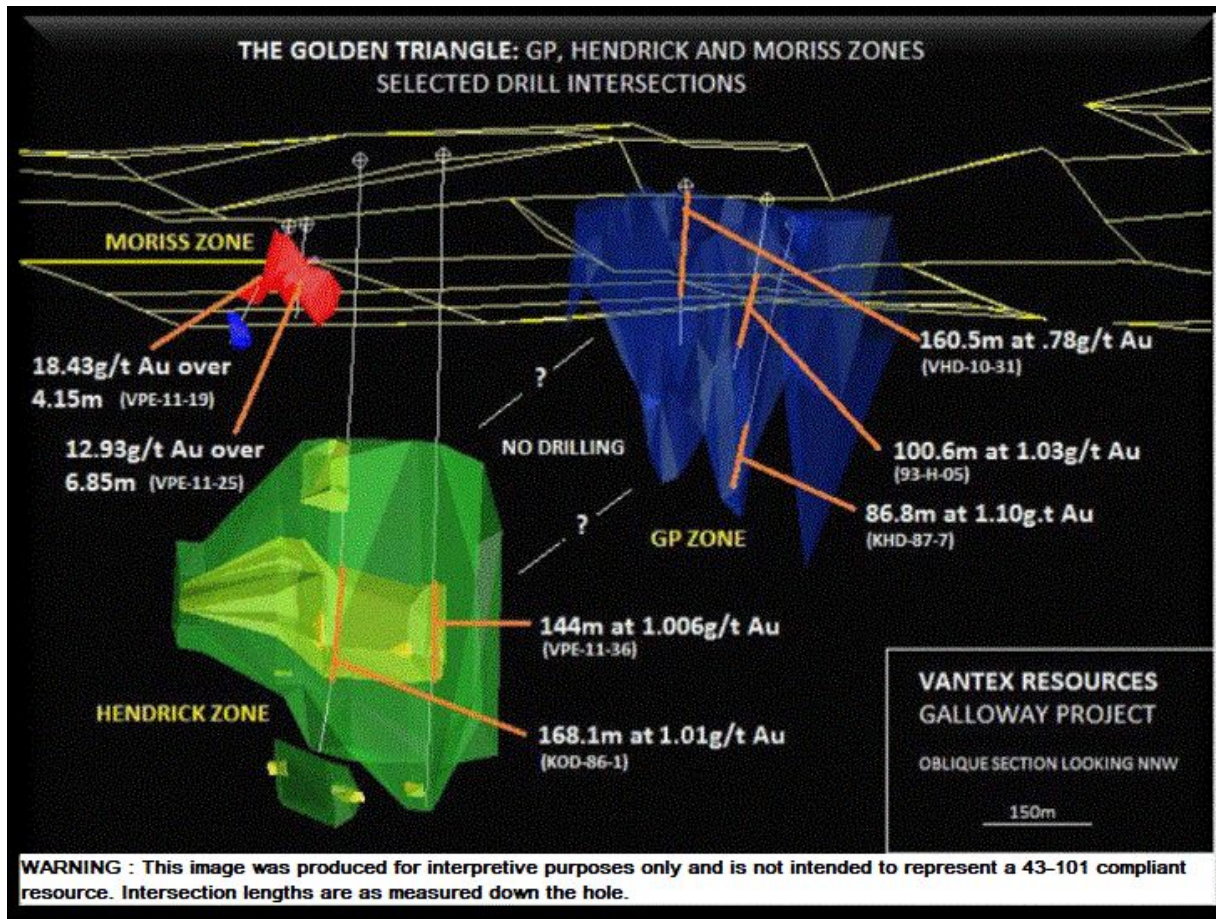 THE GOLDEN TRIANGLE: GP, HENDRICK AND MORISS ZONES
SELECTED DRILL INTERSECTIONS
MORISS ZONE
18.43g/t Au over
4.15m (VPE-11-19)
12.93g/t Au over
6.85m (VPE-11-25)
?
NO DRILLING
?
GP ZONE
160.5m at .78g/t Au
(VHD-10-31)
100.6m at 1.03g/t Au
(93-H-05)
86.8m at 1.10g.t Au
(KHD-87-7)
144m at 1.006g/t Au
(VPE-11-36)
HENDRICK ZONE
168.1m at 1.01g/t Au
(KOD-86-1)
VANTEX RESOURCES
GALLOWAY PROJECT
OBLIQUE SECTION LOOKING NNW
150m
WARNING : This image was produced for interpretive purposes only and is not intended to represent a 43-101 compliant
resource. Intersection lengths are as measured down the hole.